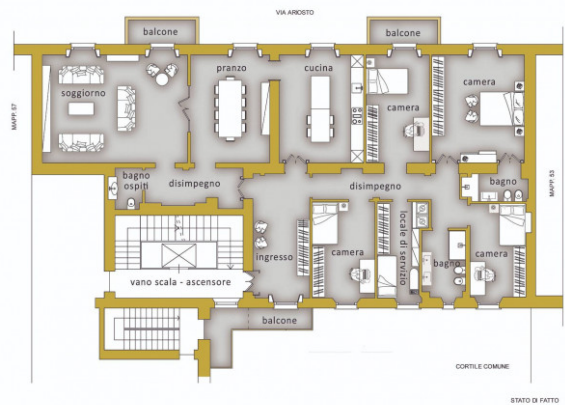 VIA ARIOSTO
balcone
balcone
soggiorno
pranzo
cucina
camera
camera
MAPP. 57
MAPP. 53
bagno
ospiti
disimpegno
disimpegno
bagno
locale di servizio
ingresso
camera
bagno
camera
VS
vano scala - ascensore
balcone
CORTILE COMUNE
STATO DI FATTO